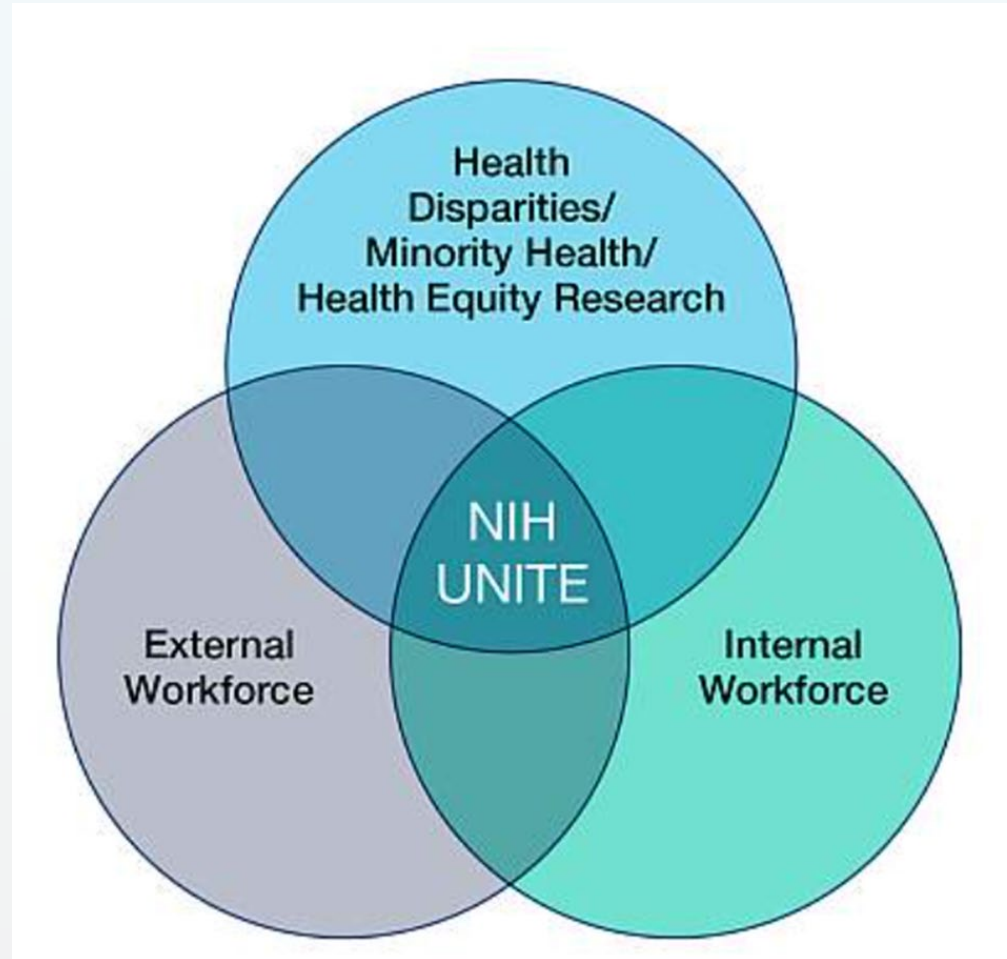 Health
Disparities/
Minority Health/
Health Equity Research
NIH
UNITE
External
Workforce
Internal
Workforce